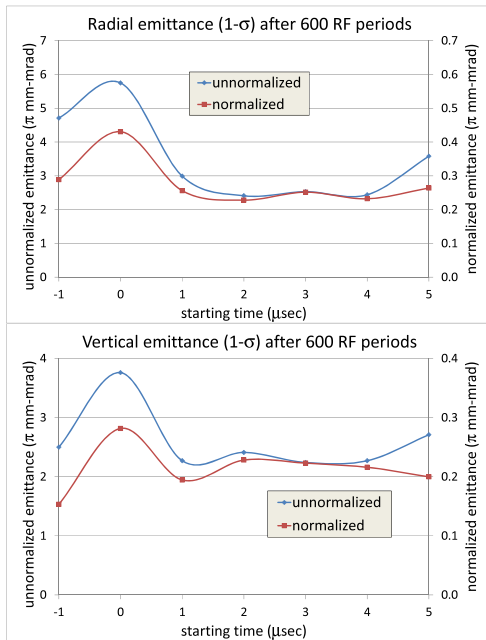 Radial emittance (1-σ) after 600 RF periods
unnormalized emittance (π mm-mrad)
7
6
5
4
3
2
1
0
unnormalized
normalized
0.7
0.6
0.5
0.4
0.3
0.2
0.1
0.0
normalized emittance (π mm-mrad)
-1 0 1 2 3 4 5
starting time (μsec)
Vertical emittance (1-σ) after 600 RF periods
unnormalized emittance (π mm-mrad)
4
3
2
1
0
unnormalized
normalized
0.4
0.3
0.2
0.1
0.0
normalized emittance (π mm-mrad)
-1 0 1 2 3 4 5
starting time (μsec)